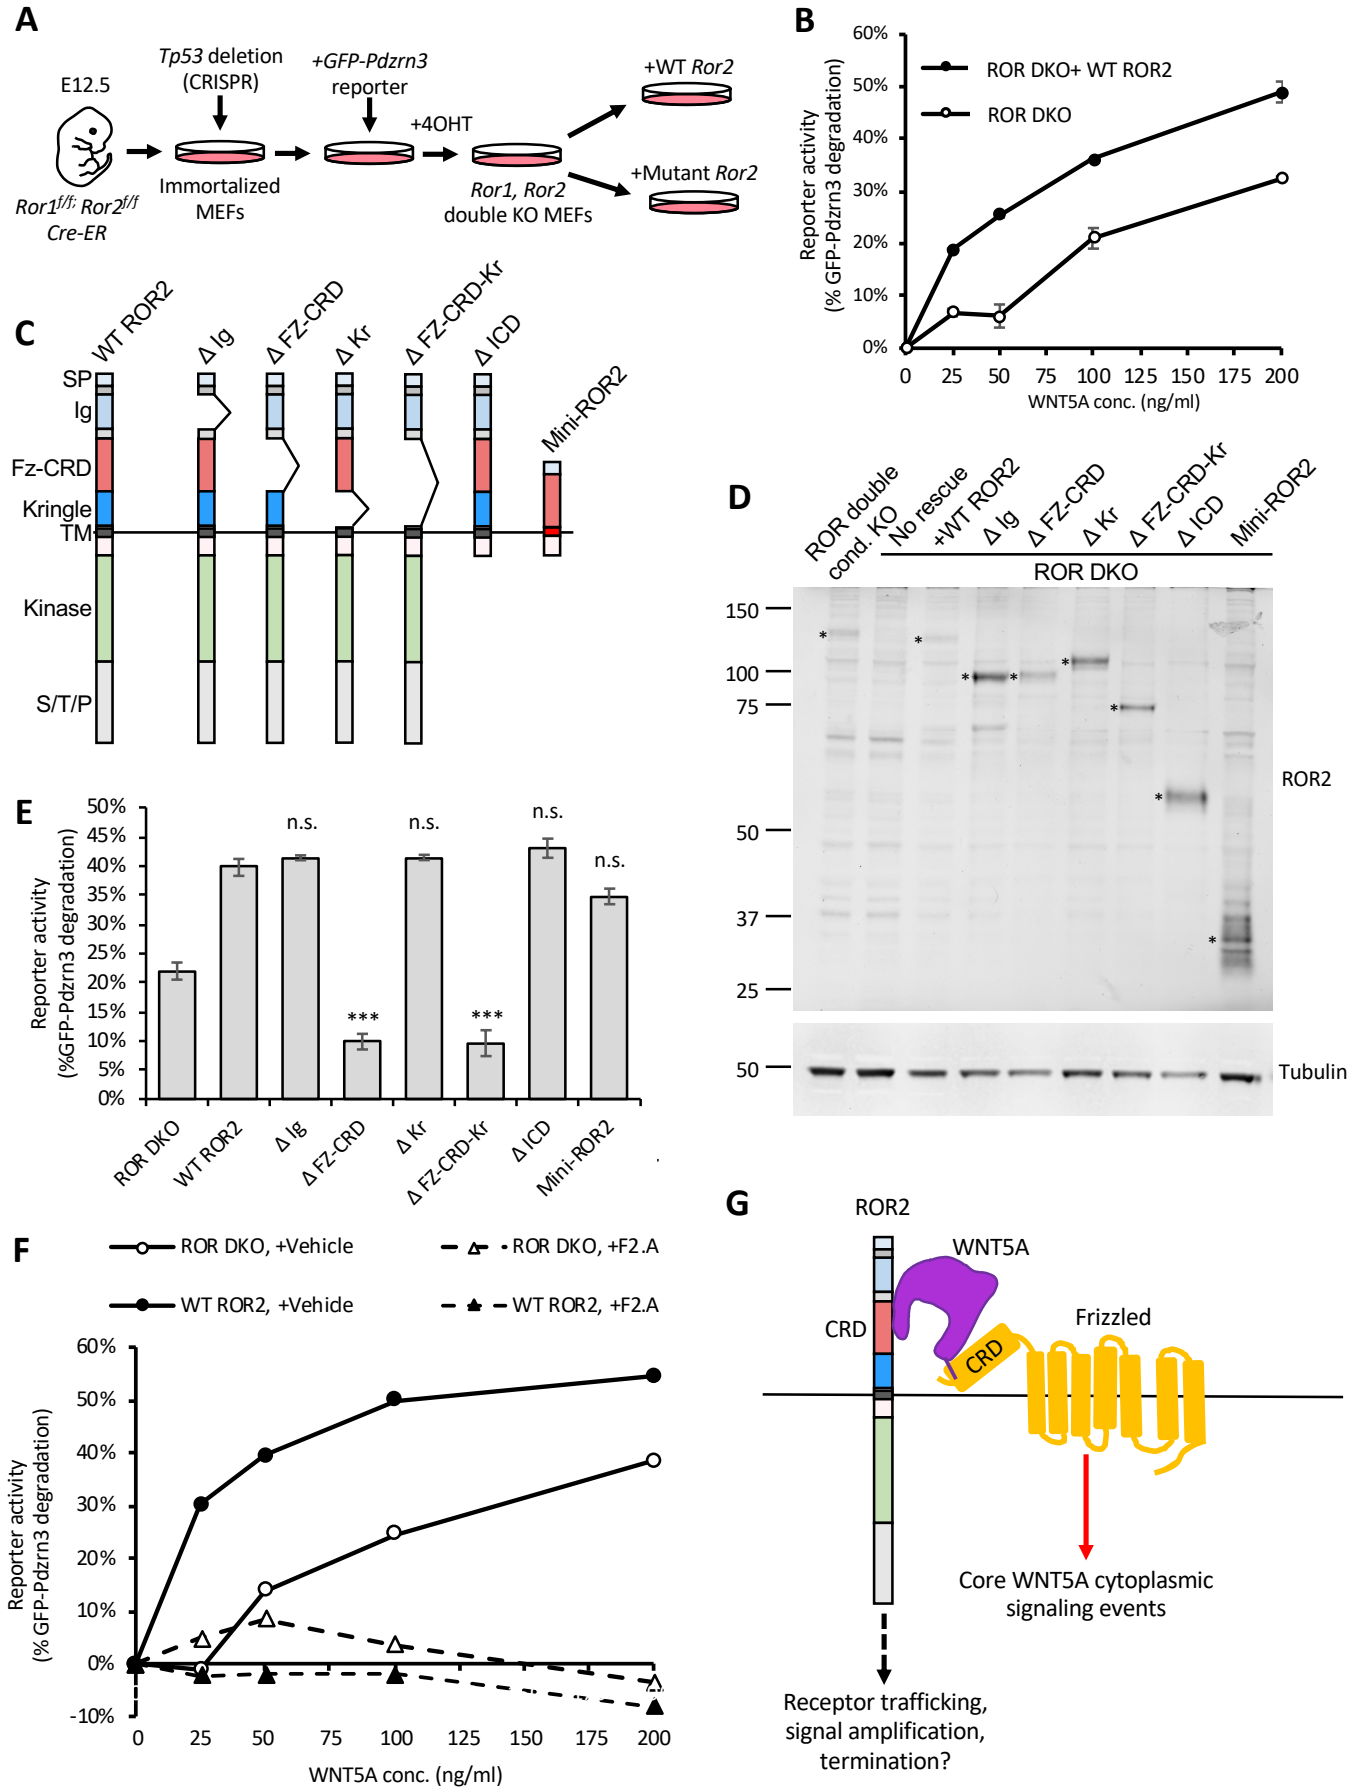 A
E12.5
Ror1f/f; Ror2f/f
Cre-ER
Tp53 deletion
(CRISPR)
Immortalized
MEFs
+GFP-Pdzrn3
reporter
+4OHT
Ror1, Ror2
double KO MEFs
+WT Ror2
+Mutant Ror2
B
Reporter activity
(% GFP-Pdzrn3 degradation)
60%
50%
40%
30%
20%
10%
0%
ROR DKO+ WT ROR2
ROR DKO
0 25 50 75 100 125 150 175 200
WNT5A conc. (ng/ml)
C
WT ROR2
Δ Ig
Δ FZ-CRD
Δ Kr
Δ FZ-CRD-Kr
Δ ICD
Mini-ROR2
SP
Ig
Fz-CRD
Kringle
TM
Kinase
S/T/P
D
ROR double
cond. KO
No rescue
+WT ROR2
Δ Ig
Δ FZ-CRD
Δ Kr
Δ FZ-CRD-Kr
Δ ICD
Mini-ROR2
ROR DKO
150
100
75
50
37
25
* * * * * * * *
ROR2
50
Tubulin
E
Reporter activity
(%GFP-Pdzrn3 degradation)
50%
45%
40%
35%
30%
25%
20%
15%
10%
5%
0%
n.s.
***
n.s.
***
n.s.
n.s.
ROR DKO
WT ROR2
Δ Ig
Δ FZ-CRD
Δ Kr
Δ FZ-CRD-Kr
Δ ICD
Mini-ROR2
F
ROR DKO, +Vehicle
ROR DKO, +F2.A
WT ROR2, +Vehicle
WT ROR2, +F2.A
Reporter activity
(% GFP-Pdzrn3 degradation)
60%
50%
40%
30%
20%
10%
0%
-10%
0 25 50 75 100 125 150 175 200
WNT5A conc. (ng/ml)
G
ROR2
WNT5A
CRD
CRD
Frizzled
Core WNT5A cytoplasmic
signaling events
Receptor trafficking,
signal amplification,
termination?